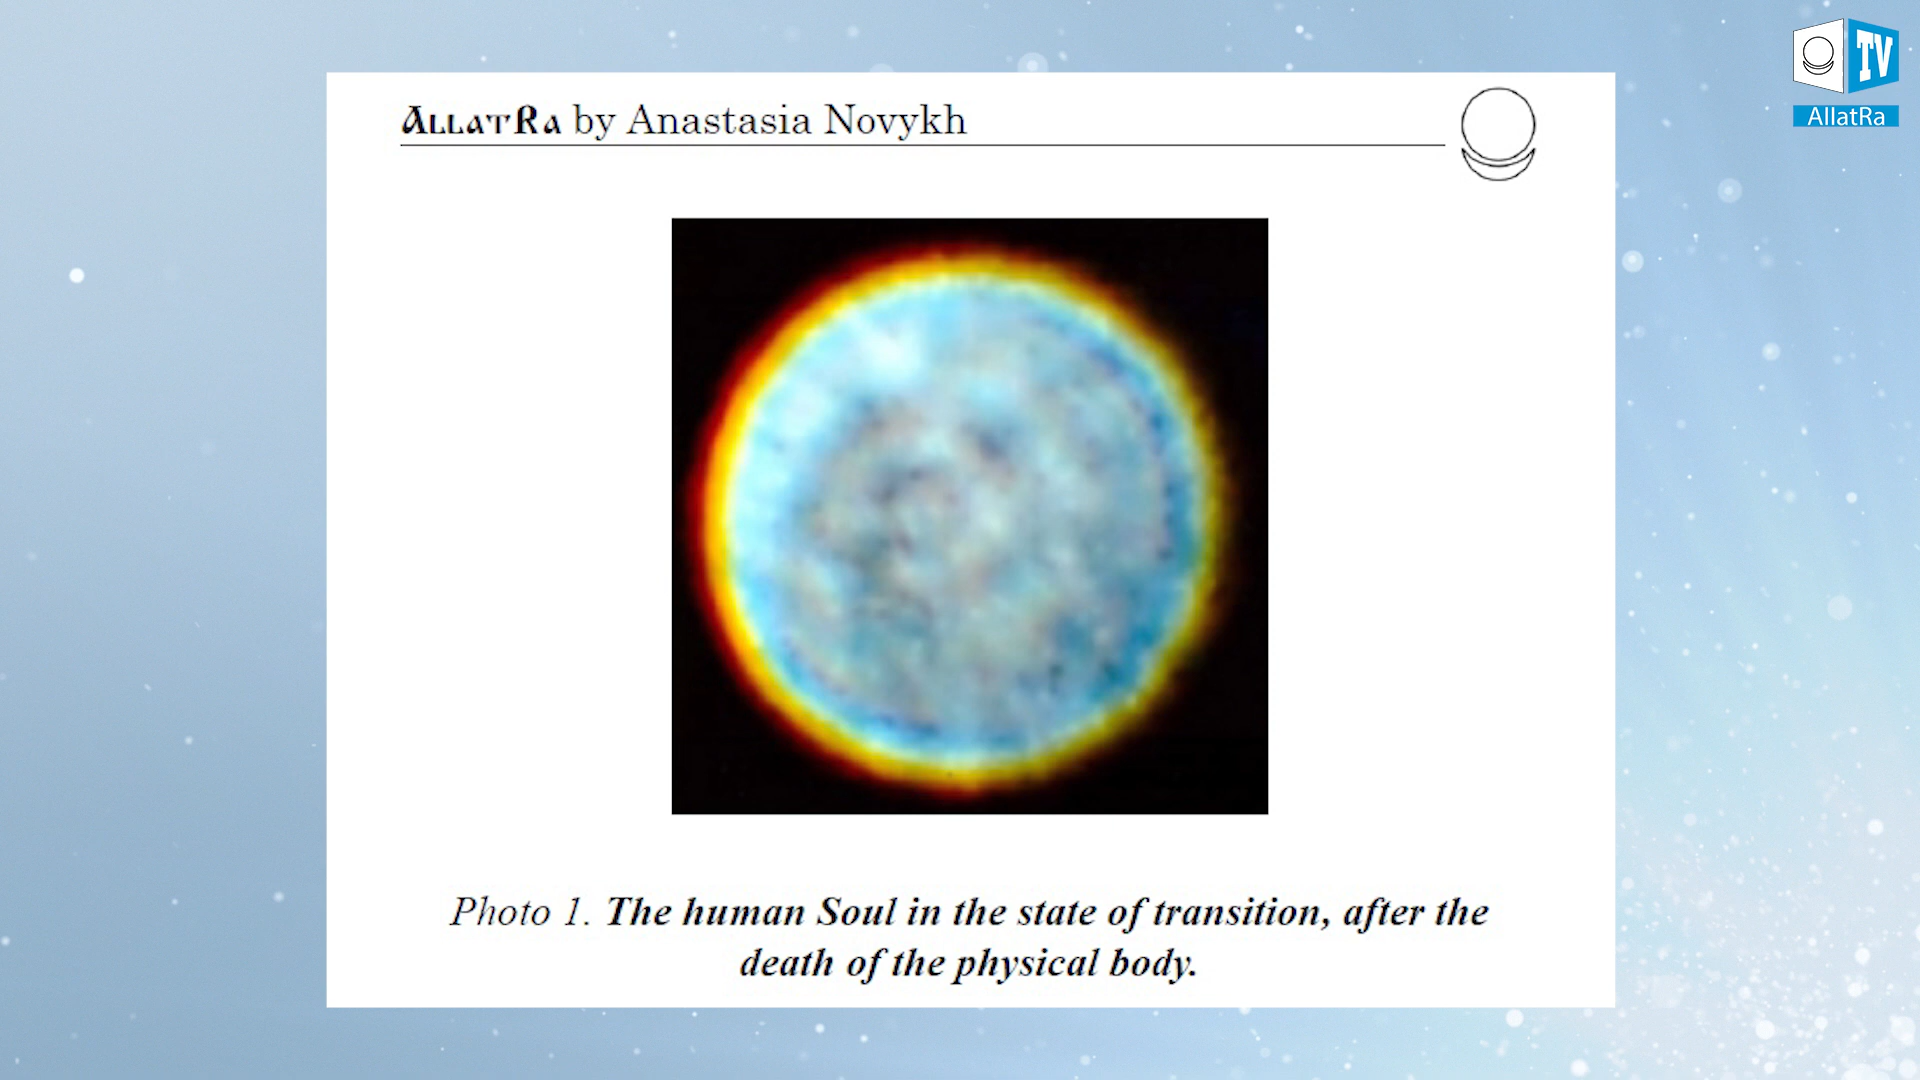 AllatRa by Anastasia Novykh
TV
AllatRa
Photo 1. The human Soul in the state of transition, after the
death of the physical body.